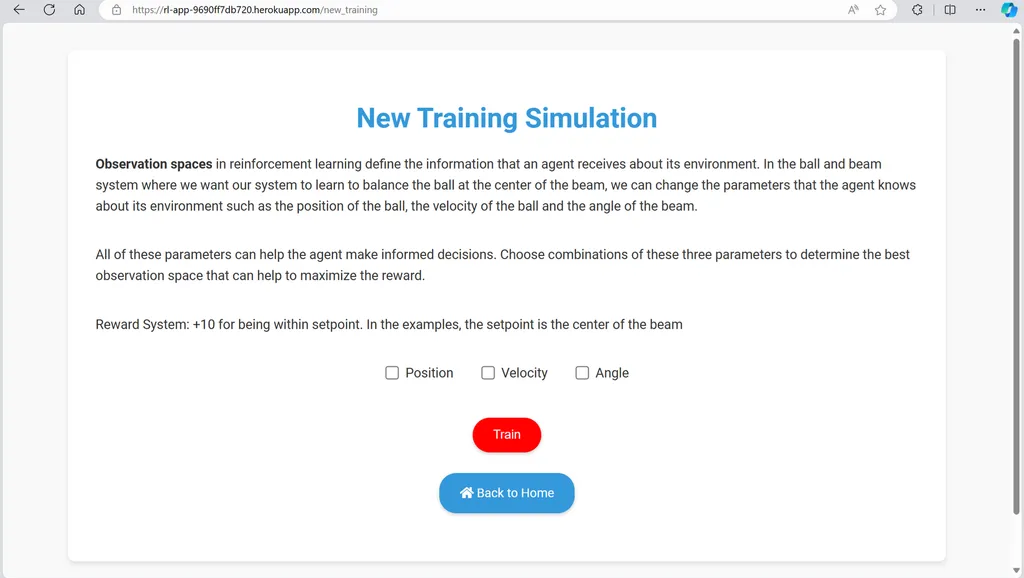 https://rl-app-9690ff7db720.herokuapp.com/new_training
New Training Simulation
Observation spaces in reinforcement learning define the information that an agent receives about its environment. In the ball and beam
system where we want our system to learn to balance the ball at the center of the beam, we can change the parameters that the agent knows
about its environment such as the position of the ball, the velocity of the ball and the angle of the beam.
All of these parameters can help the agent make informed decisions. Choose combinations of these three parameters to determine the best
observation space that can help to maximize the reward.
Reward System: +10 for being within setpoint. In the examples, the setpoint is the center of the beam
Position Velocity Angle
Train
Back to Home